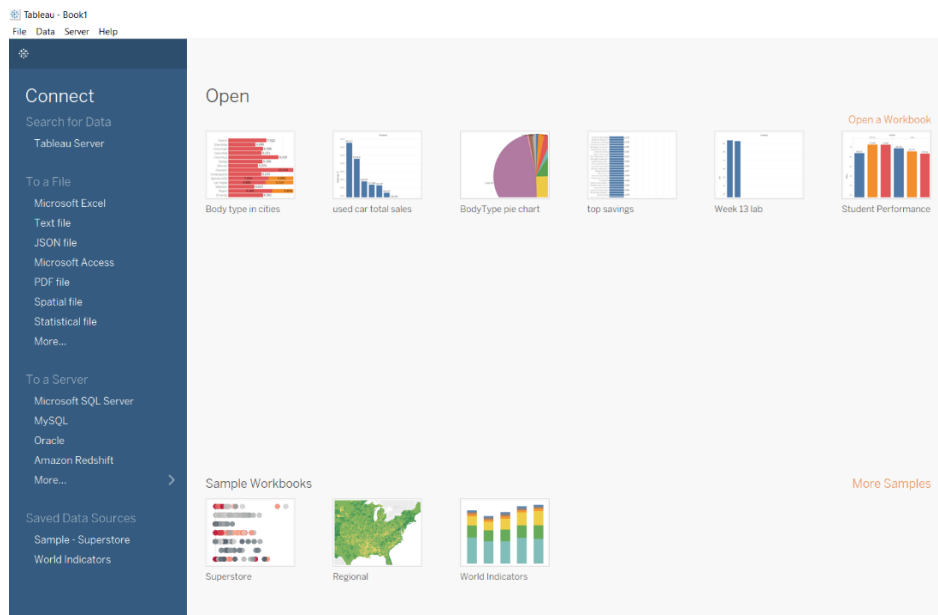 Tableau - Book1
File Data Server Help
Connect
Search for Data
Tableau Server
To a File
Microsoft Excel
Text file
JSON file
Microsoft Access
PDF file
Spatial file
Statistical file
More...
To a Server
Microsoft SQL Server
MySQL
Oracle
Amazon Redshift
More...
Saved Data Sources
Sample - Superstore
World Indicators
Open
Open a Workbook
Body type in cities
used car total sales
BodyType pie chart
top savings
Week 13 lab
Student Performance
Sample Workbooks
More Samples
Superstore
Regional
World Indicators